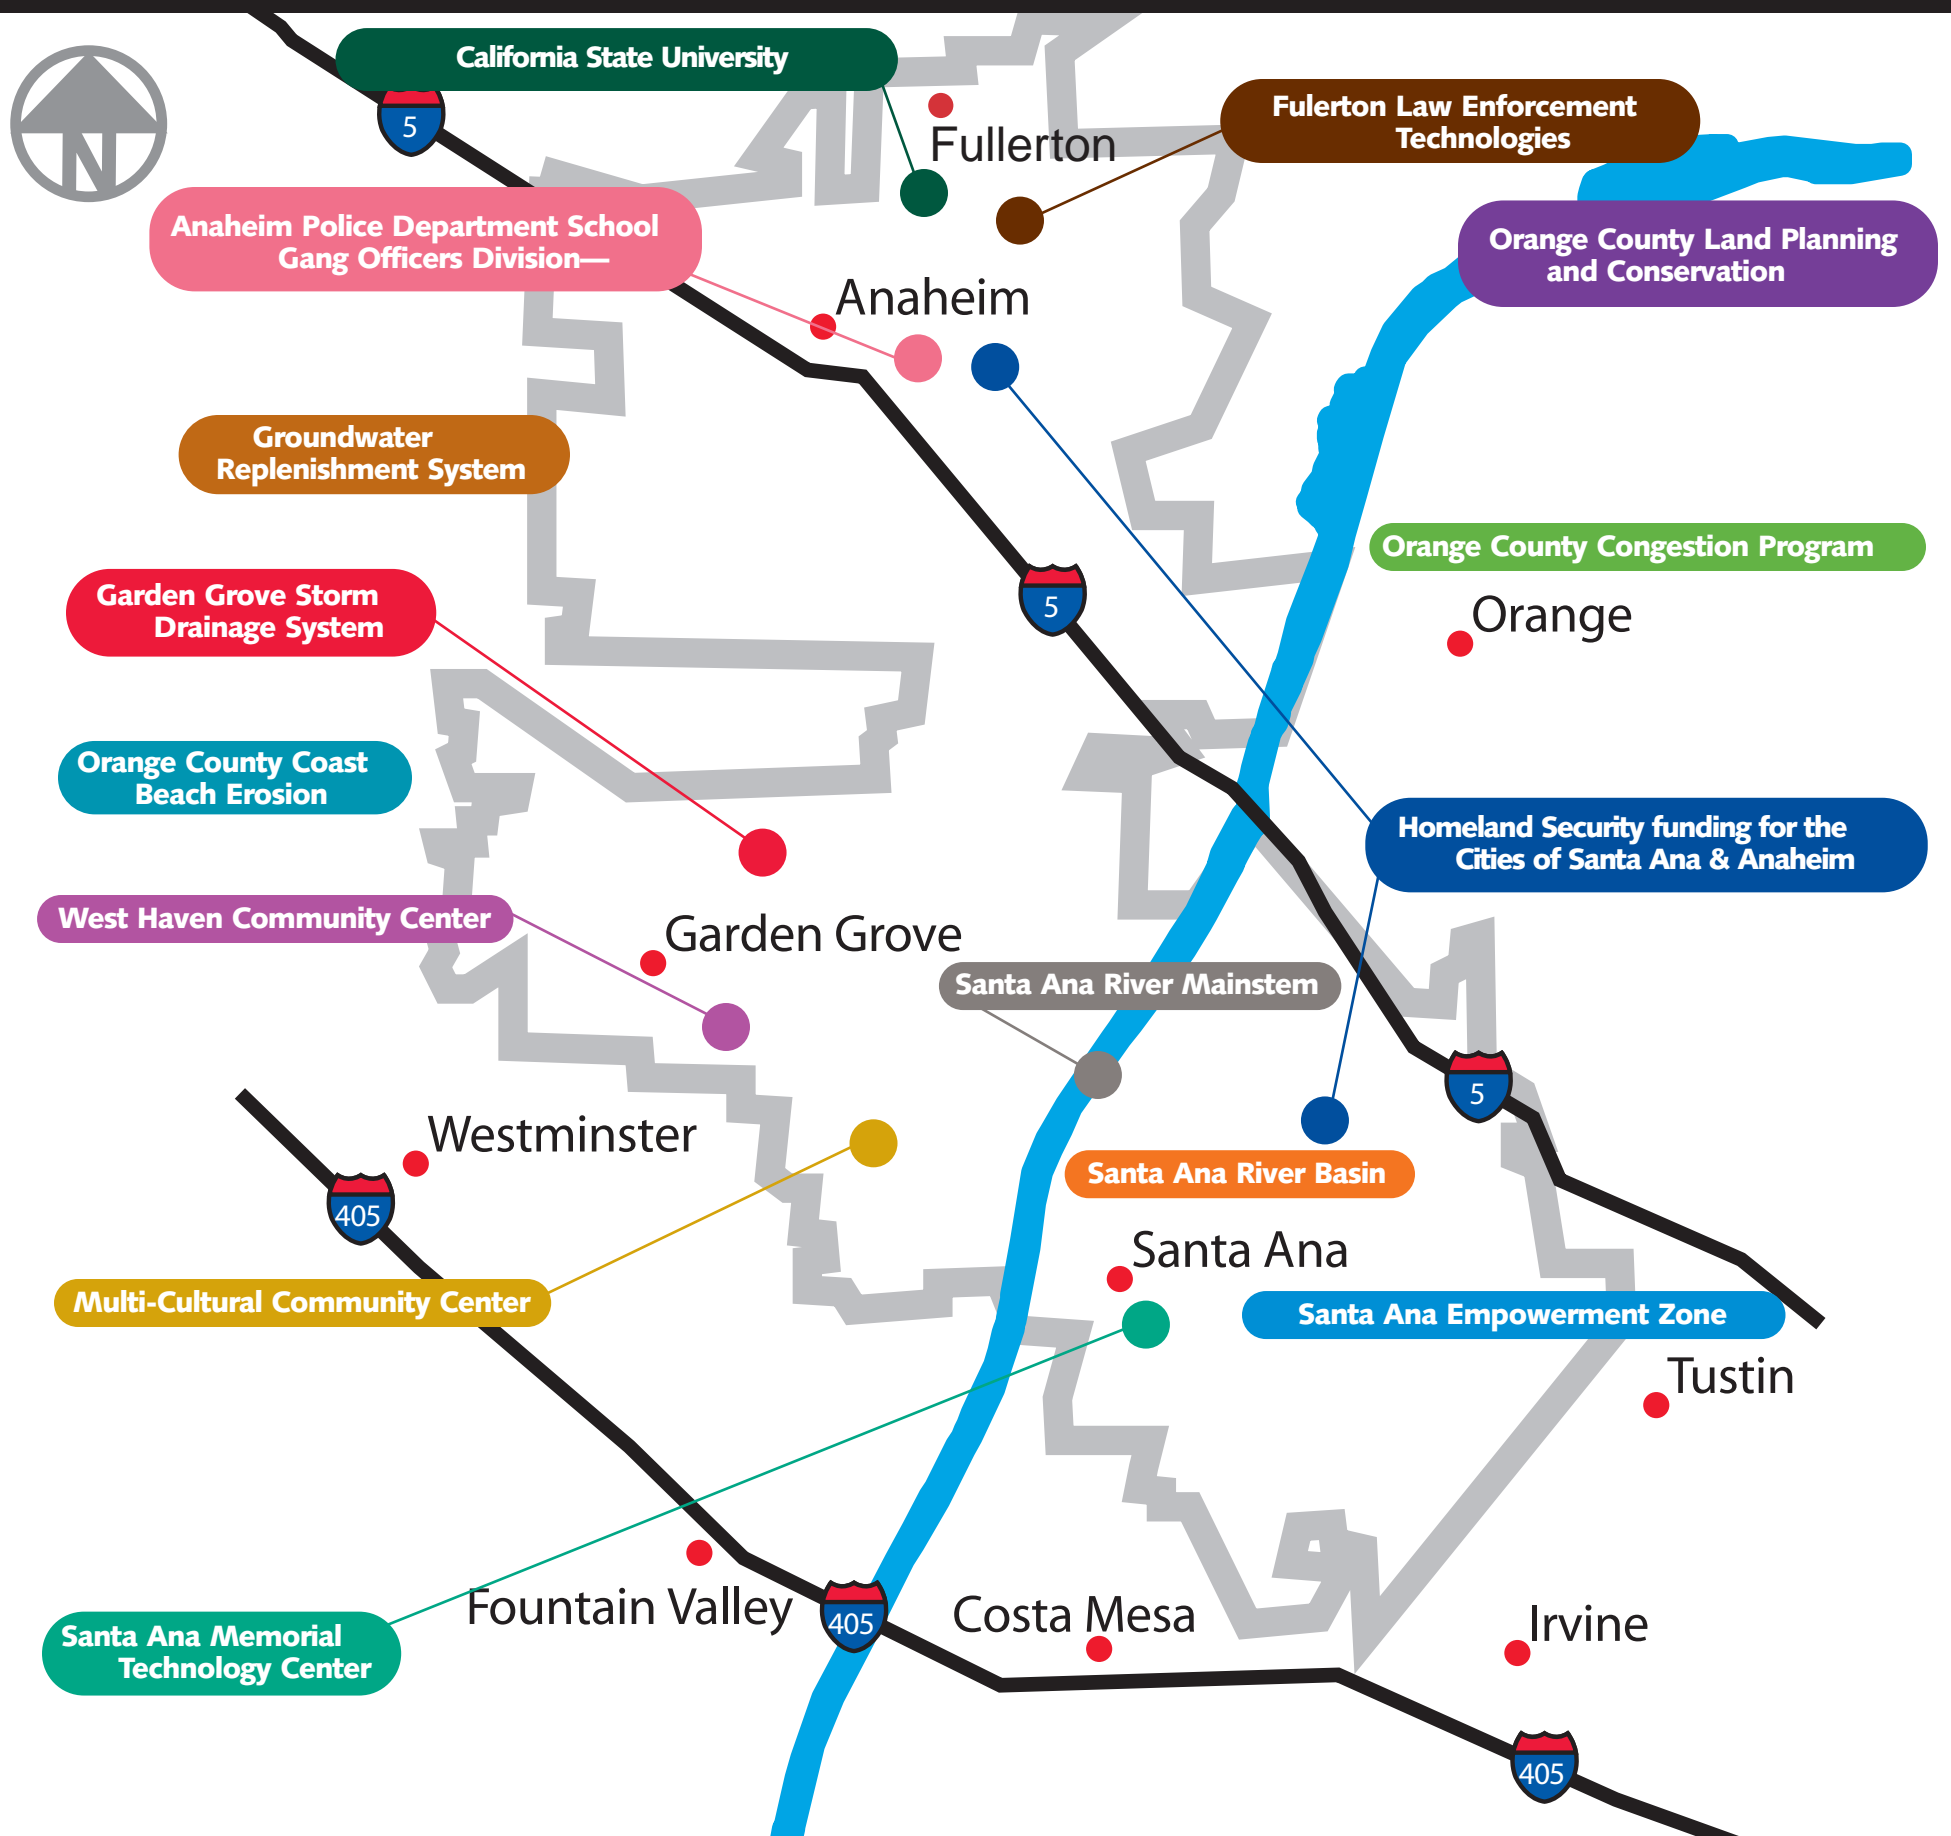 California State University
Fulerton Law Enforcement
Technologies
5
Fullerton
N
Anaheim Police Department School
Gang Officers Division—
Orange County Land Planning
and Conservation
Anaheim
Groundwater
Replenishment System
Orange County Congestion Program
Garden Grove Storm
Drainage System
5
Orange
Orange County Coast
Beach Erosion
Homeland Security funding for the
Cities of Santa Ana & Anaheim
West Haven Community Center
Garden Grove
Santa Ana River Mainstem
5
Westminster
Santa Ana River Basin
405
Santa Ana
Multi-Cultural Community Center
Santa Ana Empowerment Zone
Tustin
Fountain Valley
405
Costa Mesa
Irvine
Santa Ana Memorial
Technology Center
405